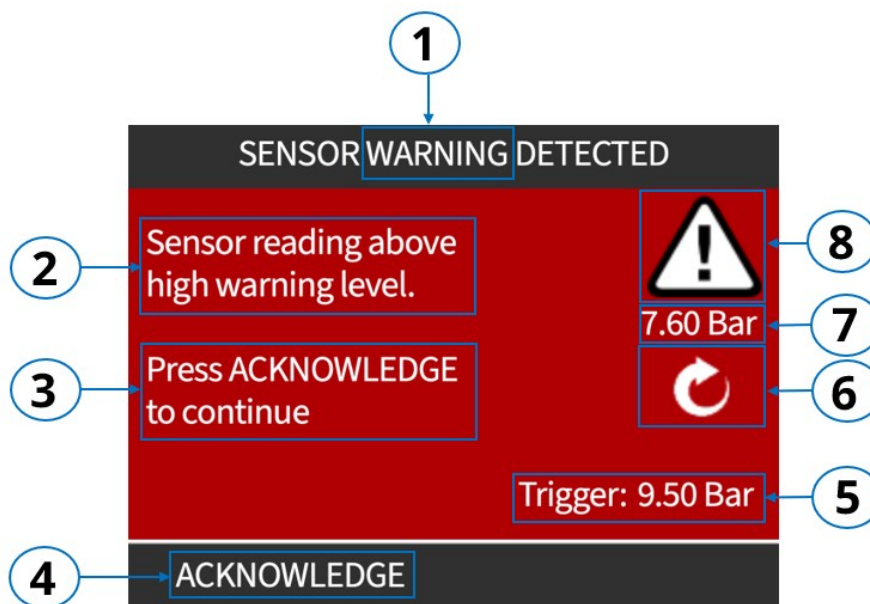 1
SENSOR WARNING DETECTED
2
Sensor reading above
high warning level.
8
7.60 Bar
7
3
Press ACKNOWLEDGE
to continue
6
Trigger: 9.50 Bar
5
4
ACKNOWLEDGE